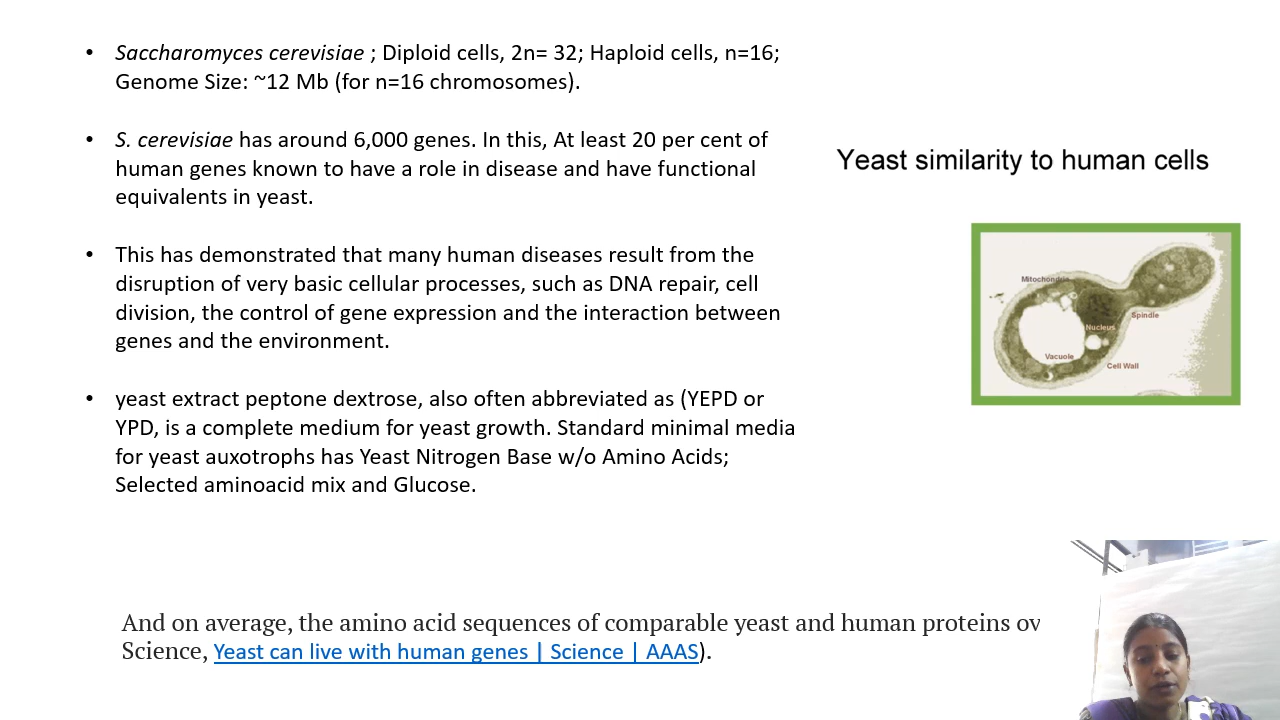 • Saccharomyces cerevisiae ; Diploid cells, 2n= 32; Haploid cells, n=16;
Genome Size: ~12 Mb (for n=16 chromosomes).
• S. cerevisiae has around 6,000 genes. In this, At least 20 per cent of
human genes known to have a role in disease and have functional
equivalents in yeast.
• This has demonstrated that many human diseases result from the
disruption of very basic cellular processes, such as DNA repair, cell
division, the control of gene expression and the interaction between
genes and the environment.
• yeast extract peptone dextrose, also often abbreviated as (YEPD or
YPD, is a complete medium for yeast growth. Standard minimal media
for yeast auxotrophs has Yeast Nitrogen Base w/o Amino Acids;
Selected aminoacid mix and Glucose.
Yeast similarity to human cells
Mitochondria
Spindle
Nucleus
Vacuole
Cell Wall
And on average, the amino acid sequences of comparable yeast and human proteins ov
Science, Yeast can live with human genes | Science | AAAS).